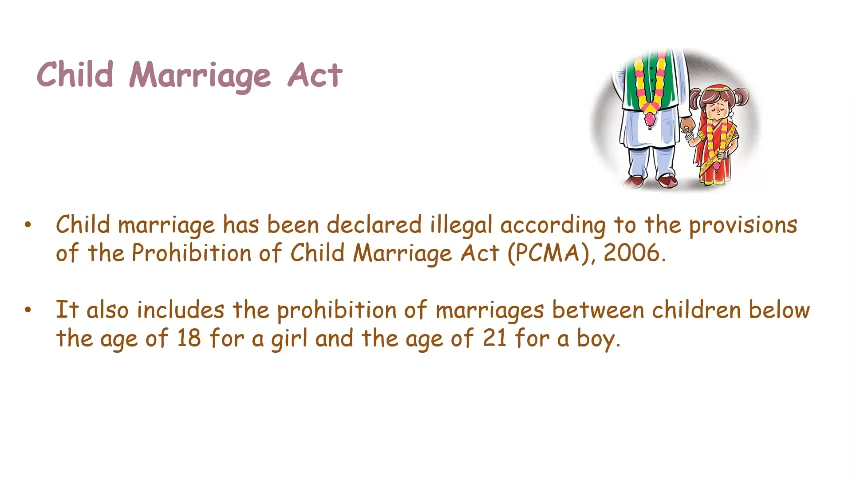 Child Marriage Act
• Child marriage has been declared illegal according to the provisions
of the Prohibition of Child Marriage Act (PCMA), 2006.
• It also includes the prohibition of marriages between children below
the age of 18 for a girl and the age of 21 for a boy.